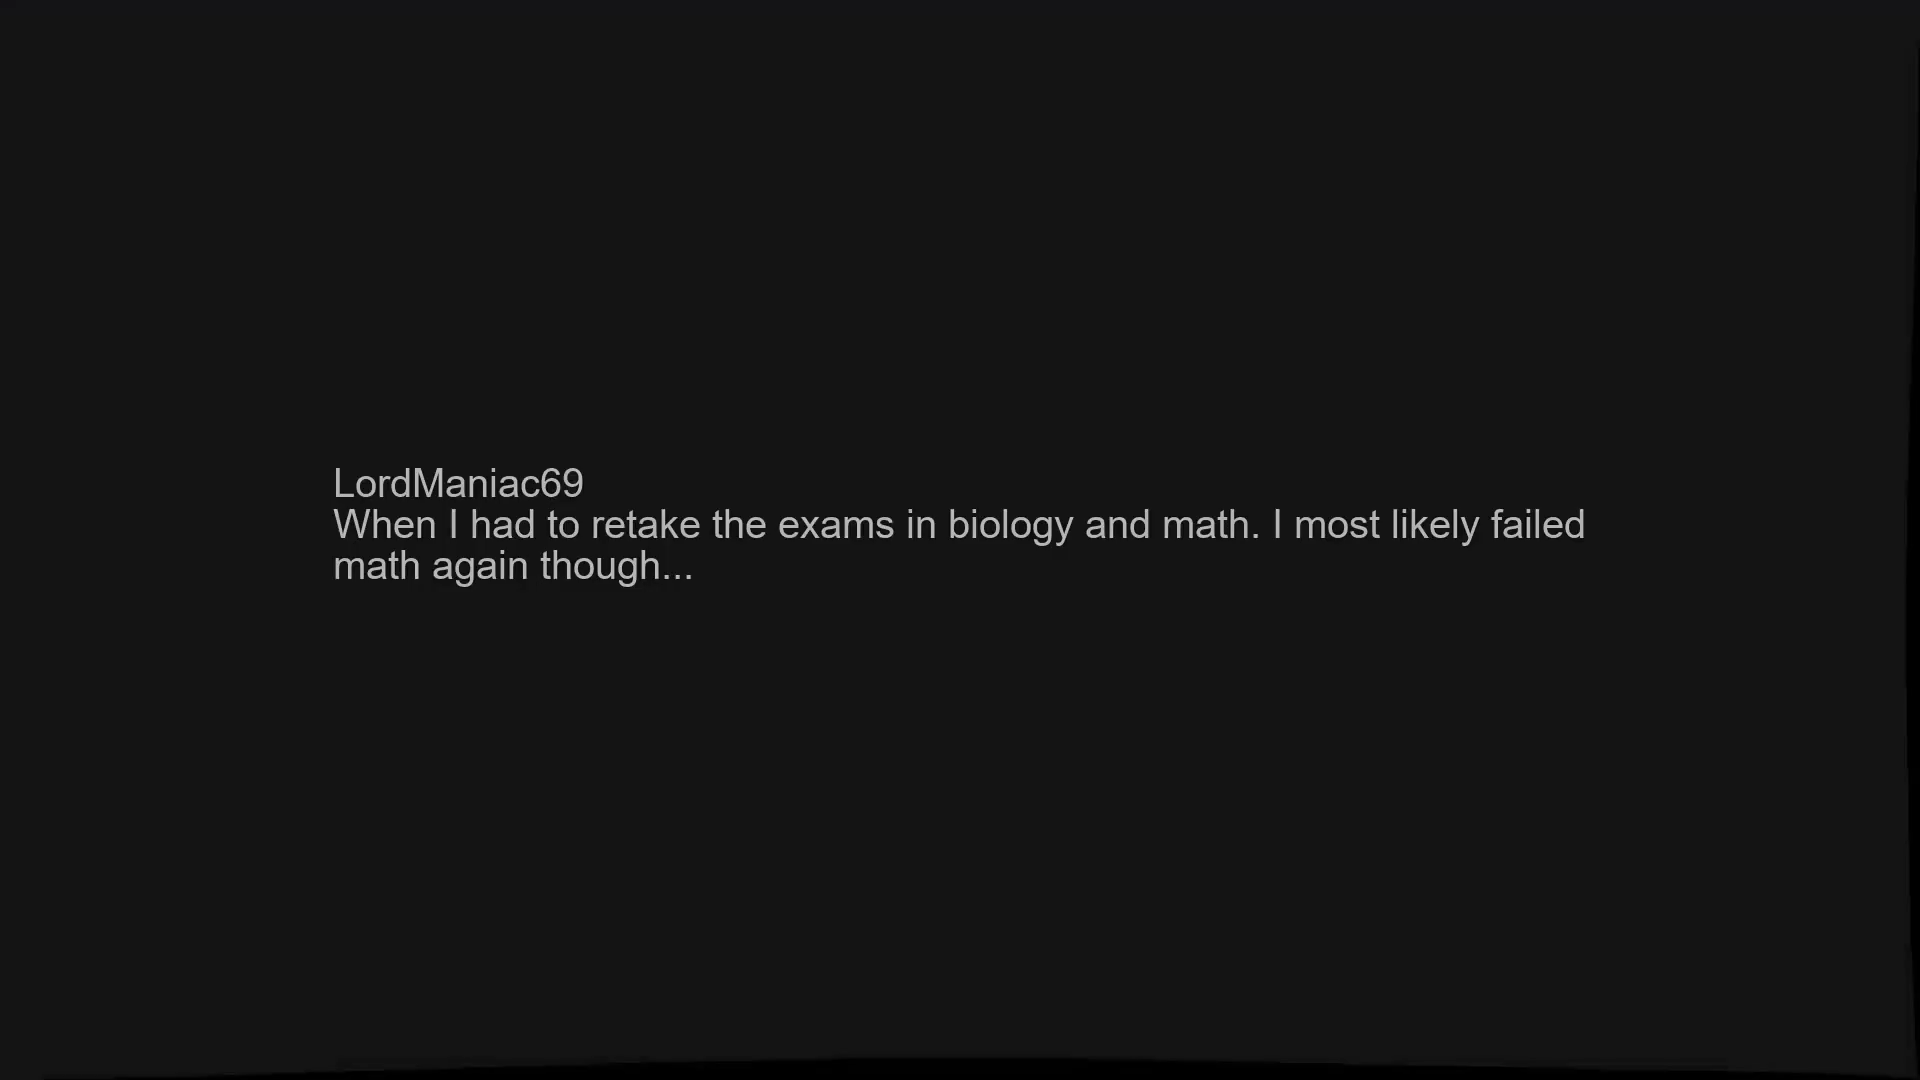 LordManiac69
When I had to retake the exams in biology and math. I most likely failed
math again though...